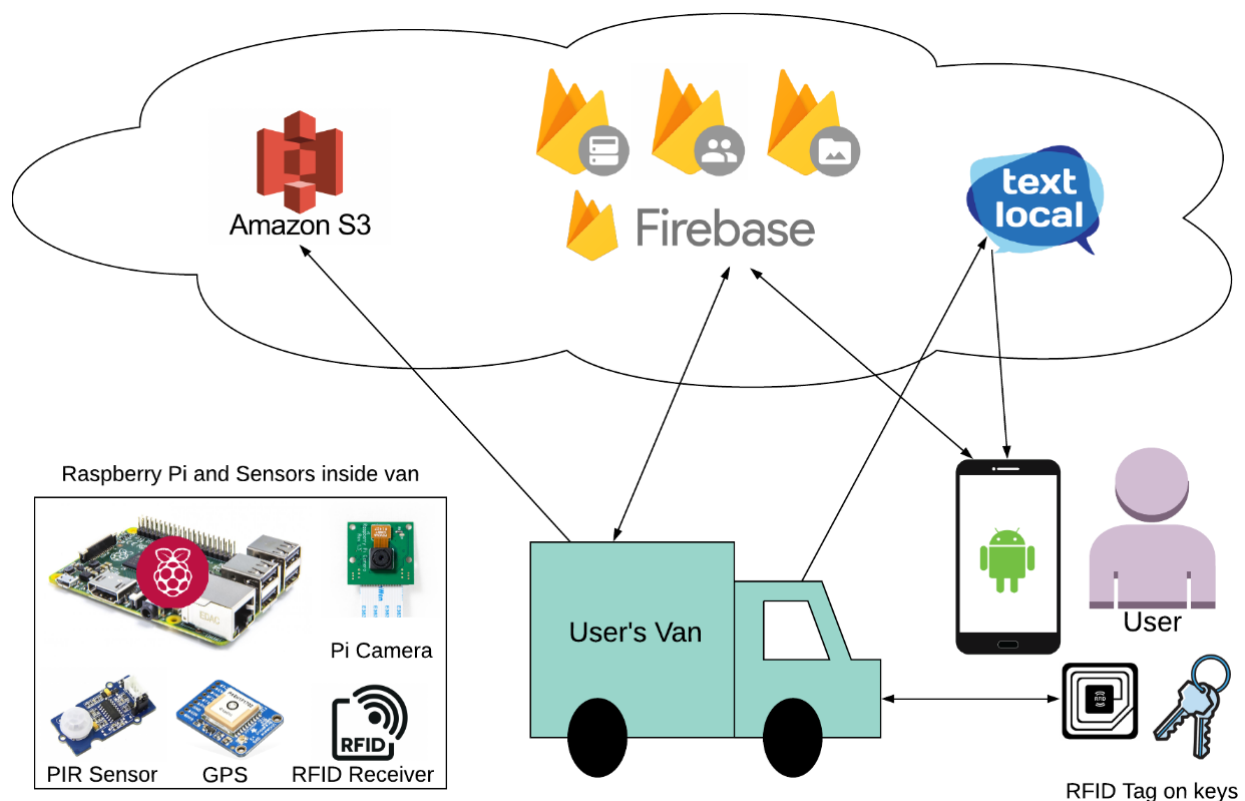 Amazon S3
Firebase
text
local
Raspberry Pi and Sensors inside van
Pi Camera
PIR Sensor
GPS
RFID
RFID Receiver
User's Van
User
RFID Tag on keys